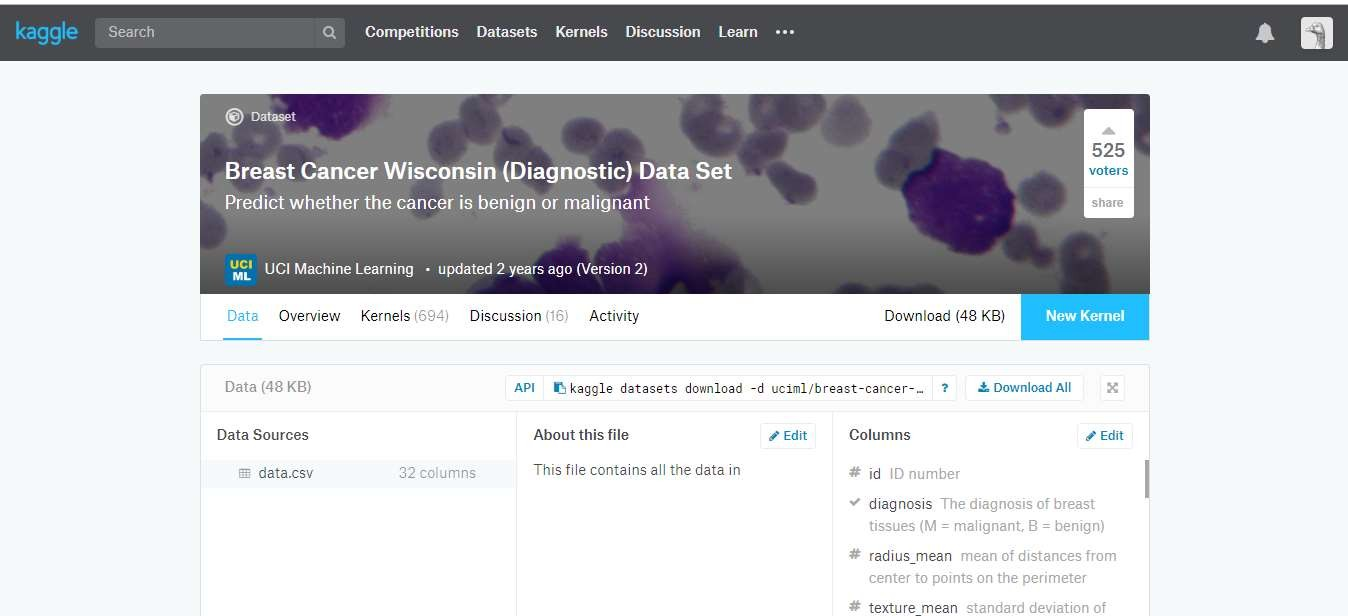 kaggle
Search
Competitions Datasets Kernels Discussion Learn •••
Dataset
Breast Cancer Wisconsin (Diagnostic) Data Set
Predict whether the cancer is benign or malignant
525
voters
share
UCI
ML
UCI Machine Learning • updated 2 years ago (Version 2)
Data Overview Kernels (694) Discussion (16) Activity
Download (48 KB) New Kernel
Data (48 KB)
API kaggle datasets download -d uciml/breast-cancer-… ? Download All
Data Sources
data.csv 32 columns
About this file Edit
This file contains all the data in
Columns Edit
# id ID number
diagnosis The diagnosis of breast
tissues (M = malignant, B = benign)
# radius_mean mean of distances from
center to points on the perimeter
# texture_mean standard deviation of